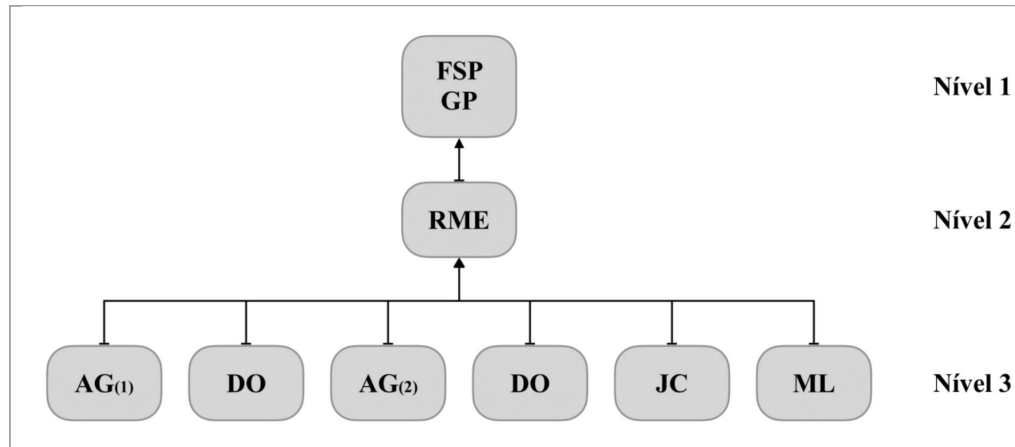 FSP
GP
Nível 1
RME
Nível 2
AG(1) DO AG(2) DO JC ML
Nível 3